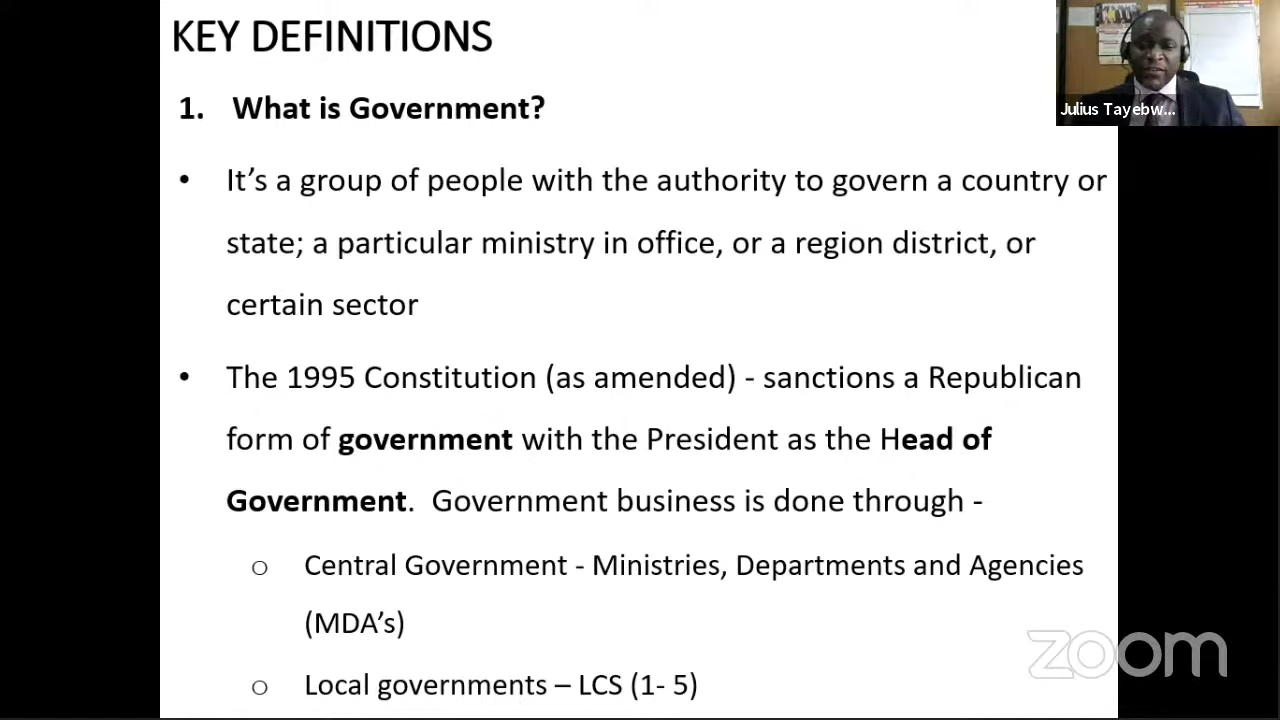 KEY DEFINITIONS
Julius Tayebw...
1. What is Government?
• It’s a group of people with the authority to govern a country or
state; a particular ministry in office, or a region district, or
certain sector
• The 1995 Constitution (as amended) - sanctions a Republican
form of government with the President as the Head of
Government. Government business is done through -
o Central Government - Ministries, Departments and Agencies
(MDA’s)
o Local governments – LCS (1- 5)
zoom